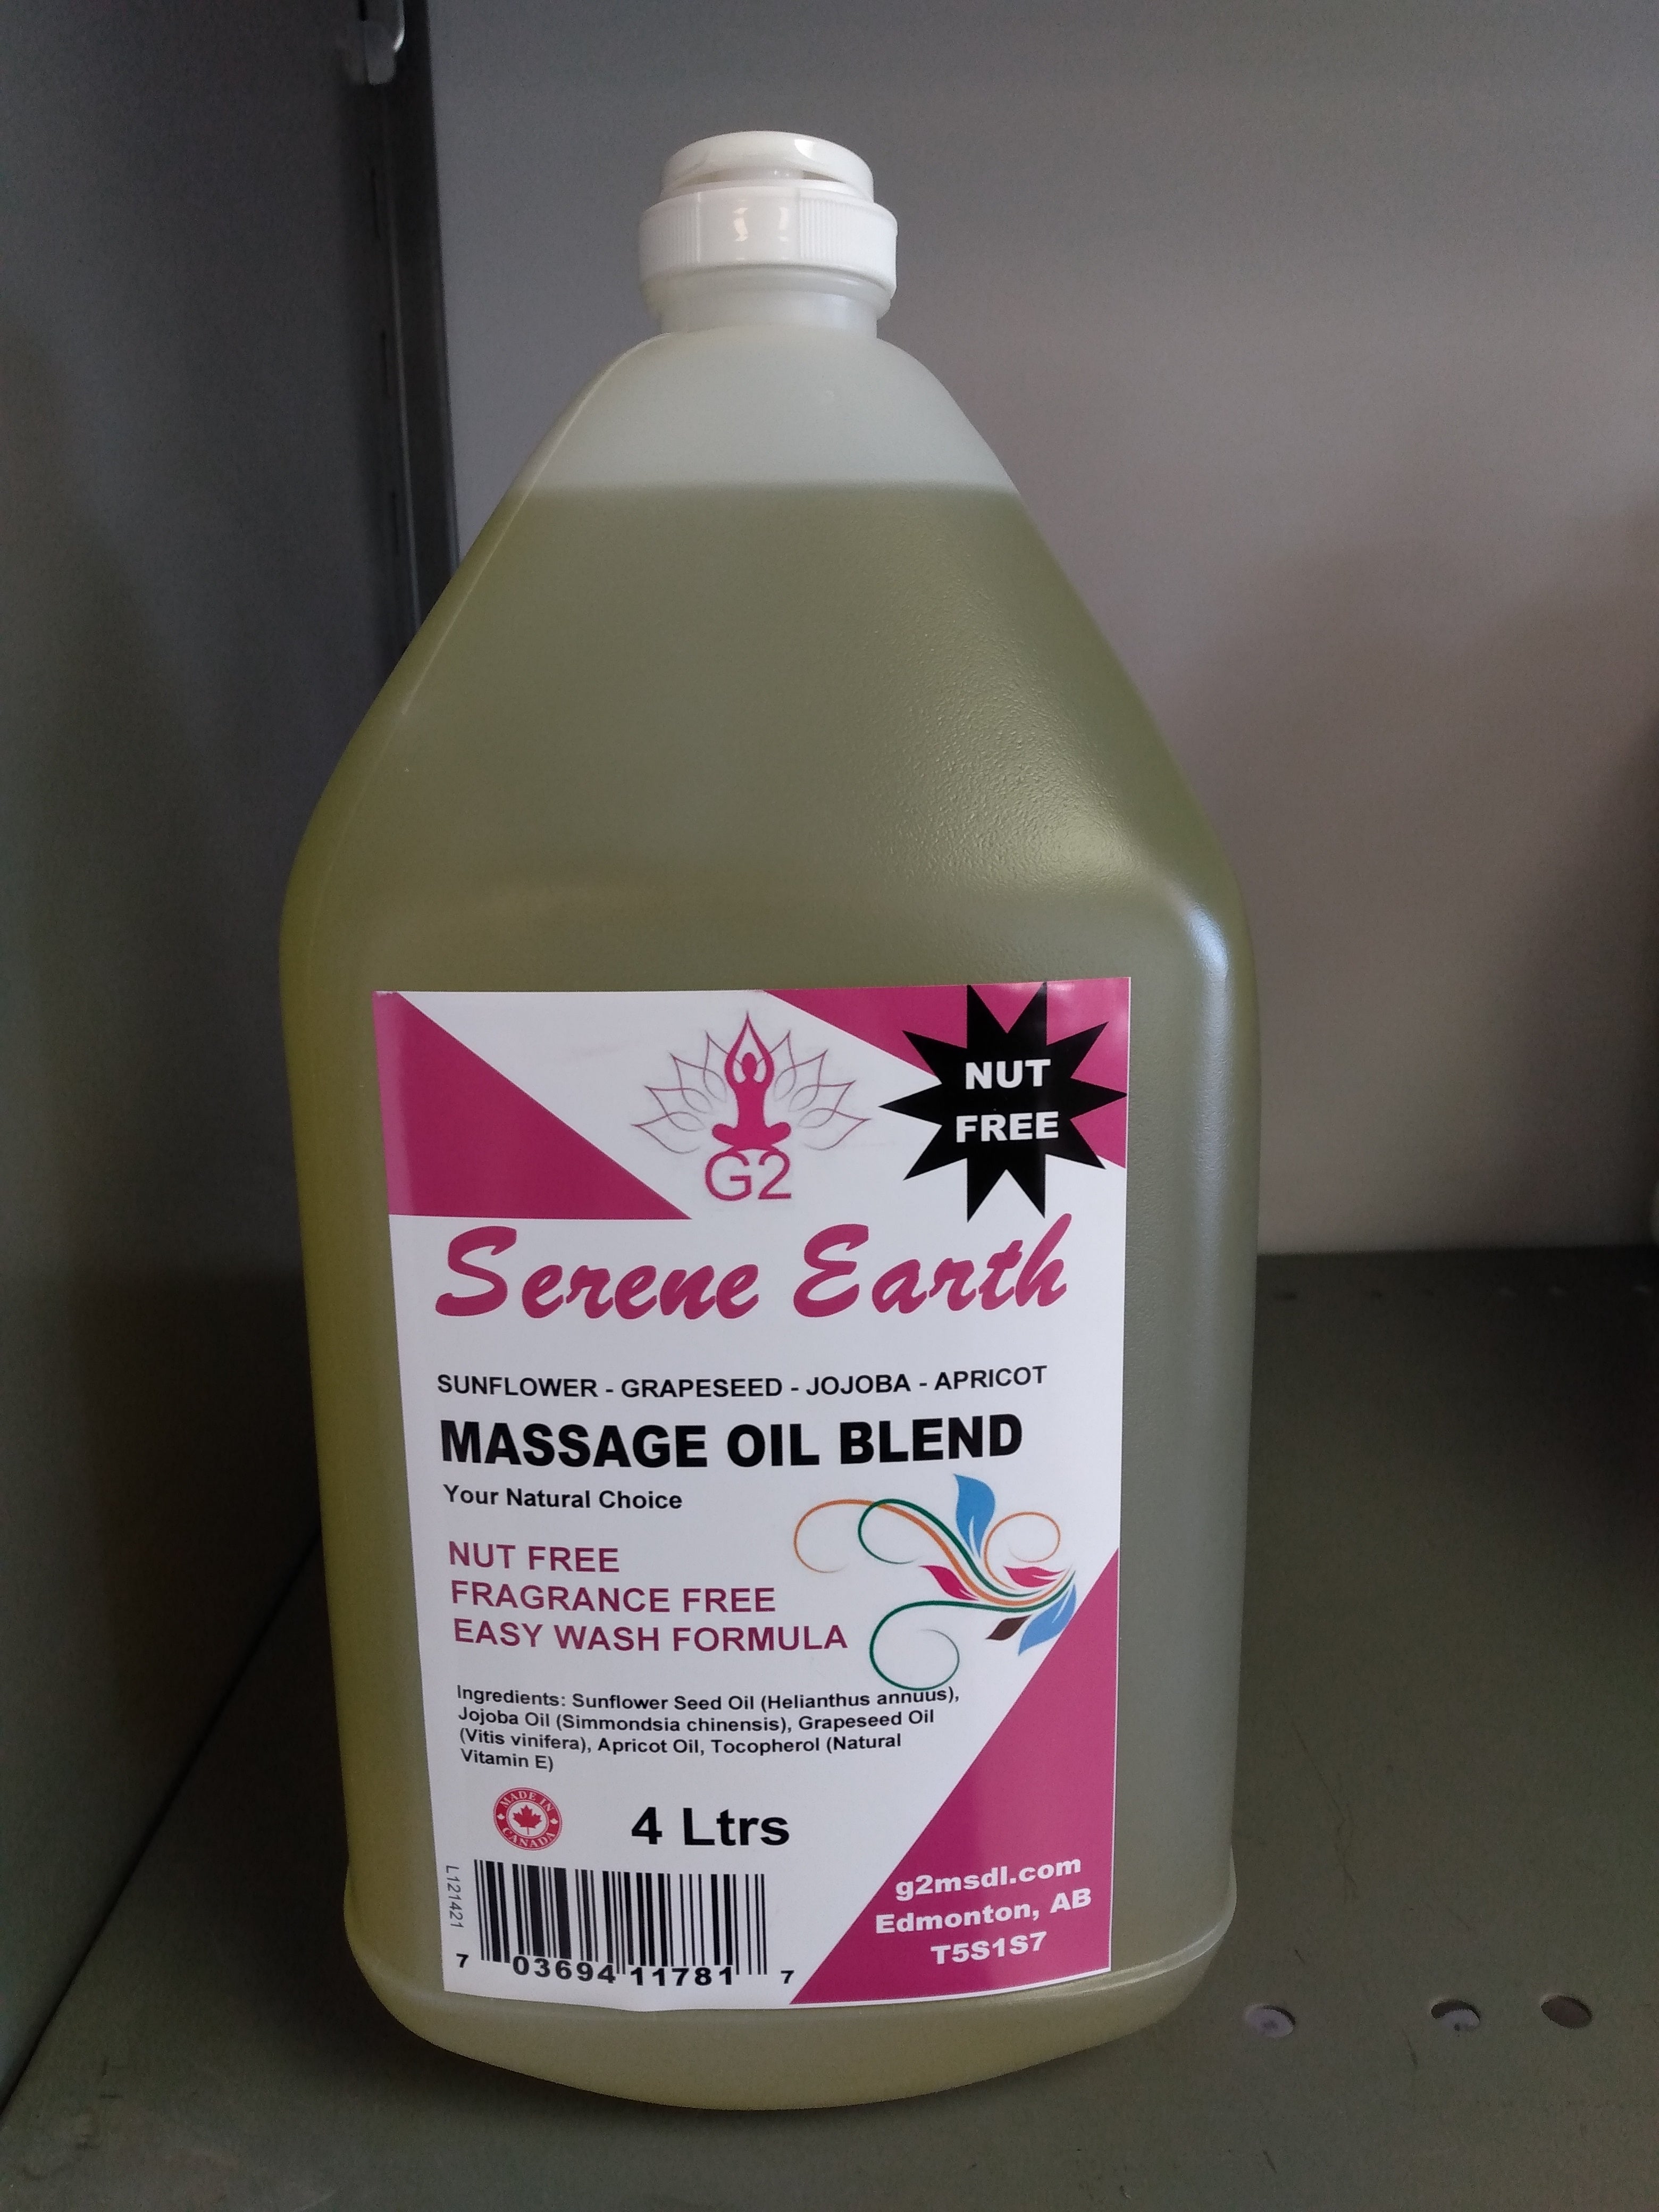 NUT
FREE
G2
Serene Earth
SUNFLOWER - GRAPESEED - JOJOBA - APRICOT
MASSAGE OIL BLEND
Your Natural Choice
NUT FREE
FRAGRANCE FREE
EASY WASH FORMULA
Ingredients: Sunflower Seed Oil (Helianthus annuus),
Jojoba Oil (Simmondsia chinensis), Grapeseed Oil
(Vitis vinifera), Apricot Oil, Tocopherol (Natural
Vitamin E)
MADE IN
CANADA
4 Ltrs
L121421
7 03694 11781 7
g2msdl.com
Edmonton, AB
T5S1S7